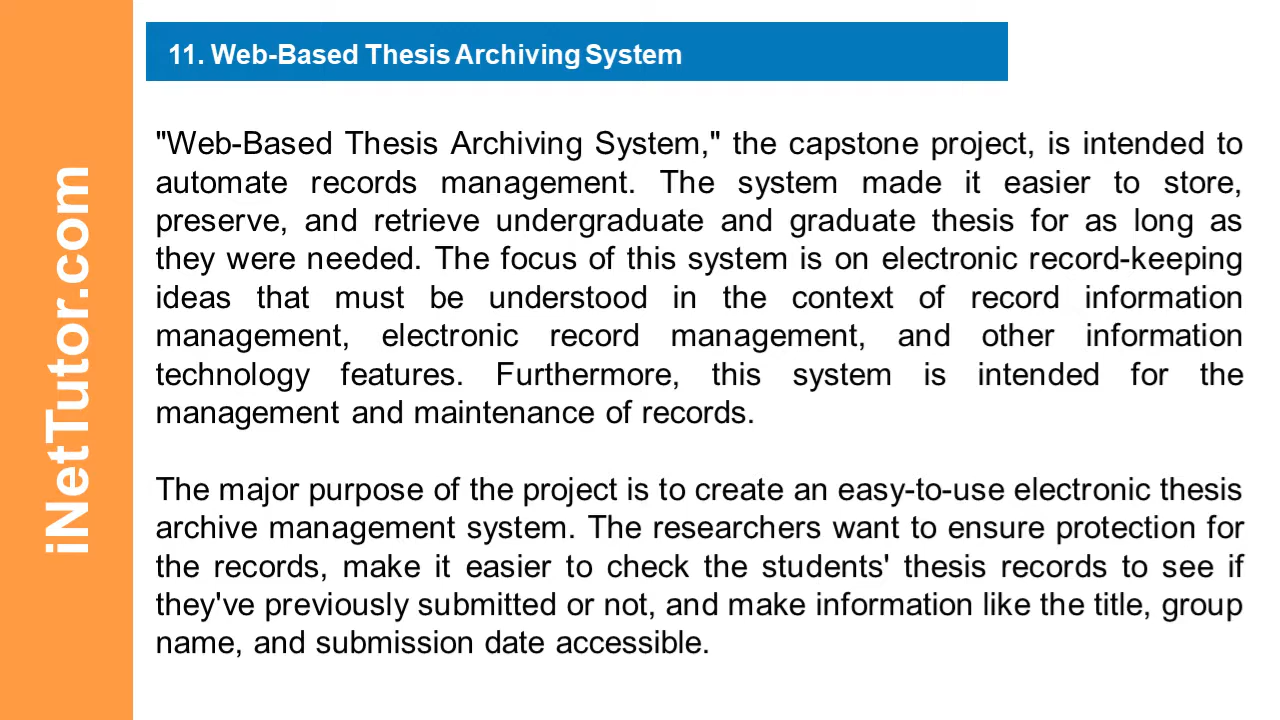 11. Web-Based Thesis Archiving System
iNetTutor.com
"Web-Based Thesis Archiving System," the capstone project, is intended to
automate records management. The system made it easier to store,
preserve, and retrieve undergraduate and graduate thesis for as long as
they were needed. The focus of this system is on electronic record-keeping
ideas that must be understood in the context of record information
management, electronic record management, and other information
technology features. Furthermore, this system is intended for the
management and maintenance of records.
The major purpose of the project is to create an easy-to-use electronic thesis
archive management system. The researchers want to ensure protection for
the records, make it easier to check the students' thesis records to see if
they've previously submitted or not, and make information like the title, group
name, and submission date accessible.